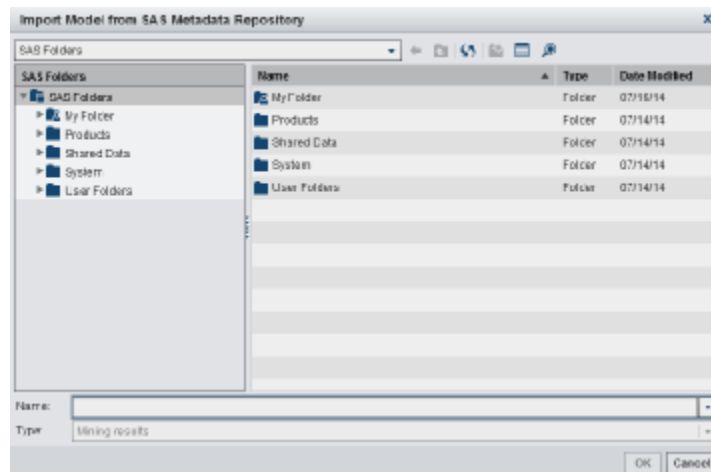 Import Model from SAS Metadata Repository
x
SAS Folders
SAS Folders
SAS Folders
My Folder
Products
Shared Data
System
User Folders
Name Type Date Modified
My Folder Folder 07/16/14
Products Folder 07/14/14
Shared Data Folder 07/14/14
System Folder 07/14/14
User Folders Folder 07/14/14
Name:
Type Mining results
OK Cancel